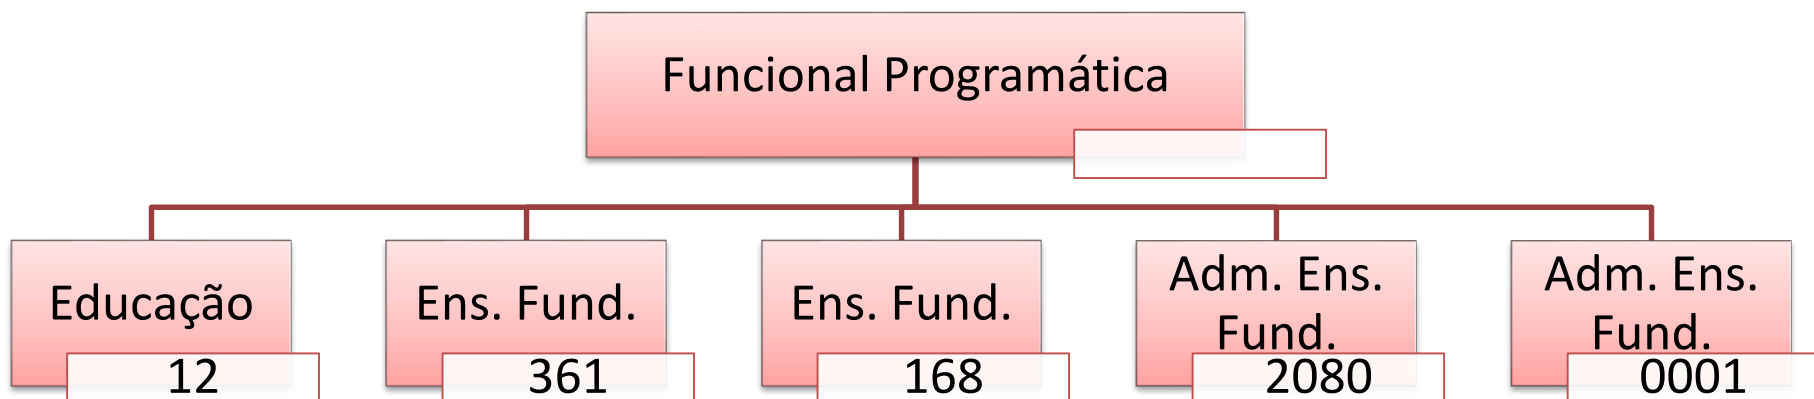 Funcional Programática
Educação
12
Ens. Fund.
361
Ens. Fund.
168
Adm. Ens.
Fund.
2080
Adm. Ens.
Fund.
0001